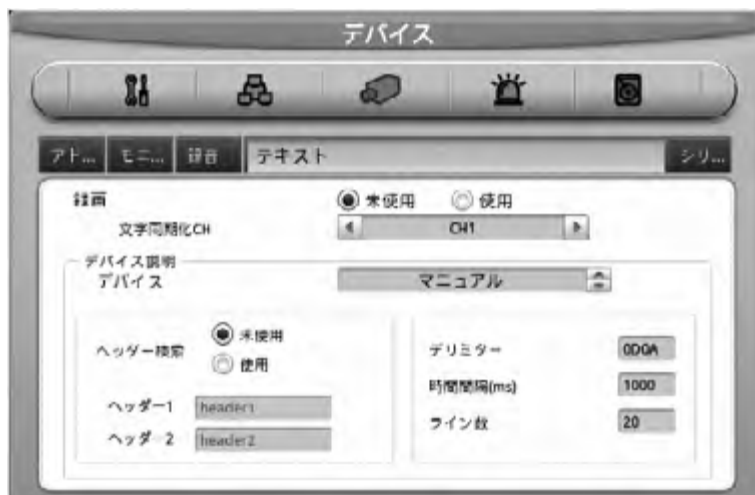 デバイス
アト... モニ... 録音 テキスト シリ...
録画 未使用 使用
文字同期化CH CH1
デバイス説明
デバイス マニュアル
ヘッダー検索 未使用
使用
ヘッダー1 header1
ヘッダー2 header2
デリミター 0D0A
時間間隔(ms) 1000
ライン数 20